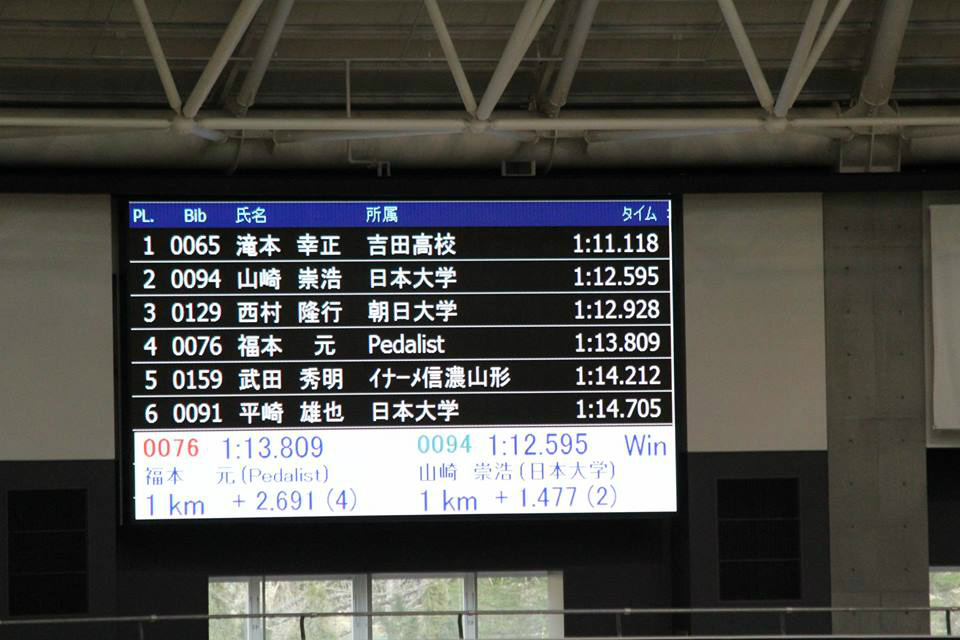 PL. Bib 氏名 所属 タイム
1 0065 滝本 幸正 吉田高校 1:11.118
2 0094 山崎 崇浩 日本大学 1:12.595
3 0129 西村 隆行 朝日大学 1:12.928
4 0076 福本 元 Pedalist 1:13.809
5 0159 武田 秀明 イナーメ信濃山形 1:14.212
6 0091 平崎 雄也 日本大学 1:14.705
0076 1:13.809 0094 1:12.595 Win
福本 元(Pedalist) 山崎 崇浩(日本大学)
1 km + 2.691 (4) 1 km + 1.477 (2)